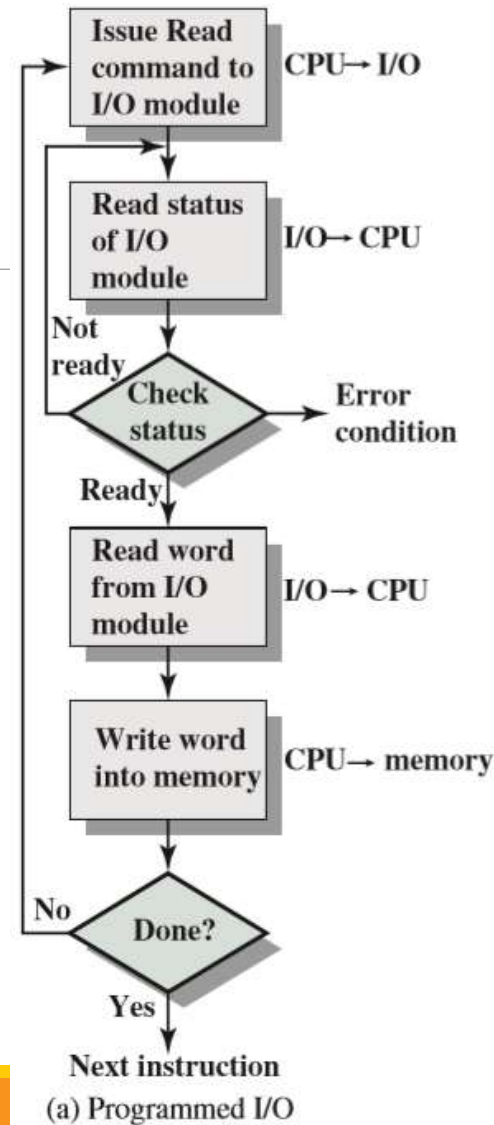 Issue Read
command to
I/O module
CPU→ I/O
Read status
of I/O
module
I/O→ CPU
Not
ready
Check
status
Error
condition
Ready
Read word
from I/O
module
I/O→ CPU
Write word
into memory
CPU→ memory
No
Done?
Yes
Next instruction
(a) Programmed I/O